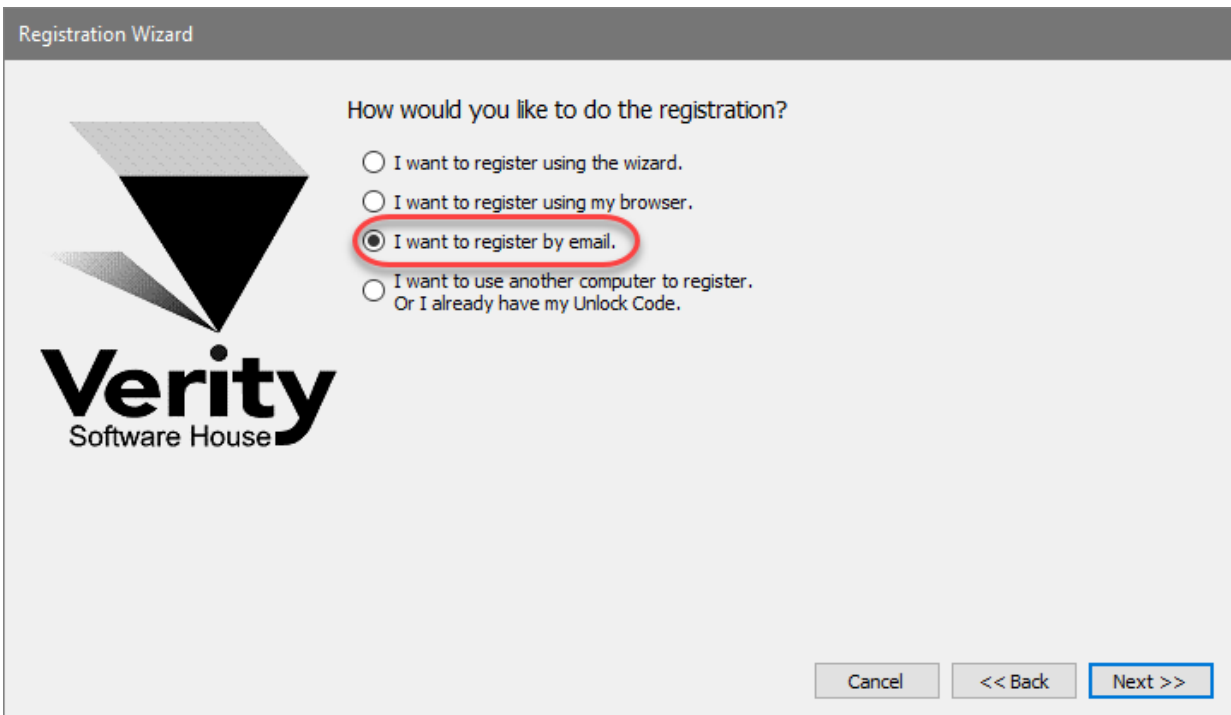 Registration Wizard
How would you like to do the registration?
I want to register using the wizard.
I want to register using my browser.
I want to register by email.
I want to use another computer to register.
Or I already have my Unlock Code.
Verity
Software House
Cancel
<< Back
Next >>